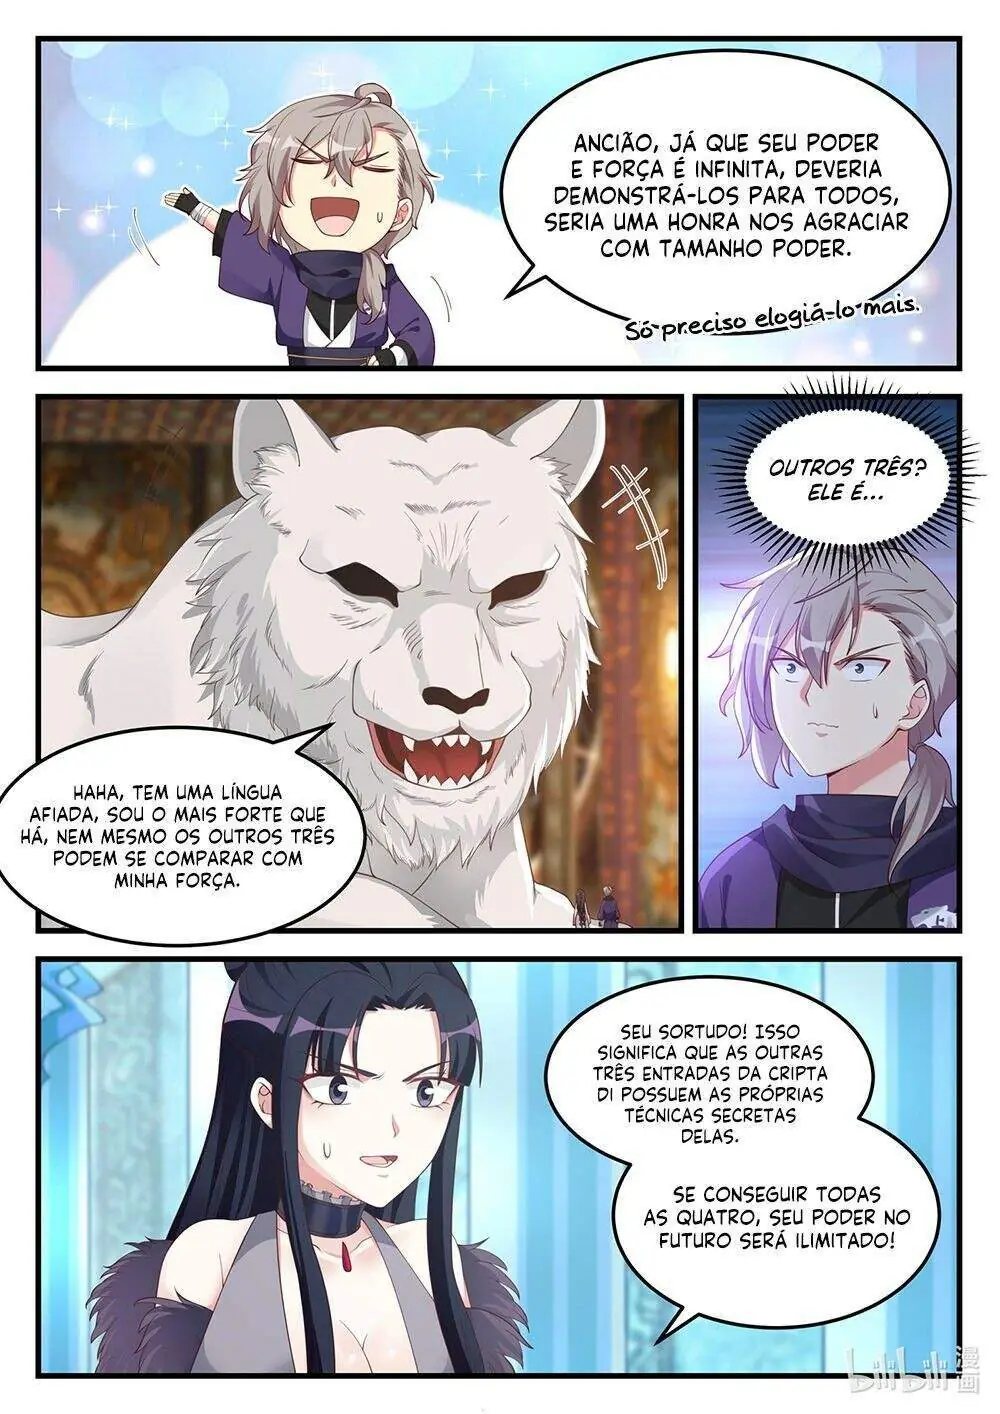 ANCIÃO, JÁ QUE SEU PODER
E FORÇA É INFINITA, DEVERIA
DEMONSTRÁ-LOS PARA TODOS,
SERIA UMA HONRA NOS AGRACIAR
COM TAMANHO PODER.
Só preciso elogiá-lo mais.
OUTROS TRÊS?
ELE É...
HAHA, TEM UMA LÍNGUA
AFIADA, SOU O MAIS FORTE QUE
HÁ, NEM MESMO OS OUTROS TRÊS
PODEM SE COMPARAR COM
MINHA FORÇA.
SEU SORTUDO! ISSO
SIGNIFICA QUE AS OUTRAS
TRÊS ENTRADAS DA CRIPTA
DI POSSUEM AS PRÓPRIAS
TÉCNICAS SECRETAS
DELAS.
SE CONSEGUIR TODAS
AS QUATRO, SEU PODER NO
FUTURO SERÁ ILIMITADO!
bilibili 漫画